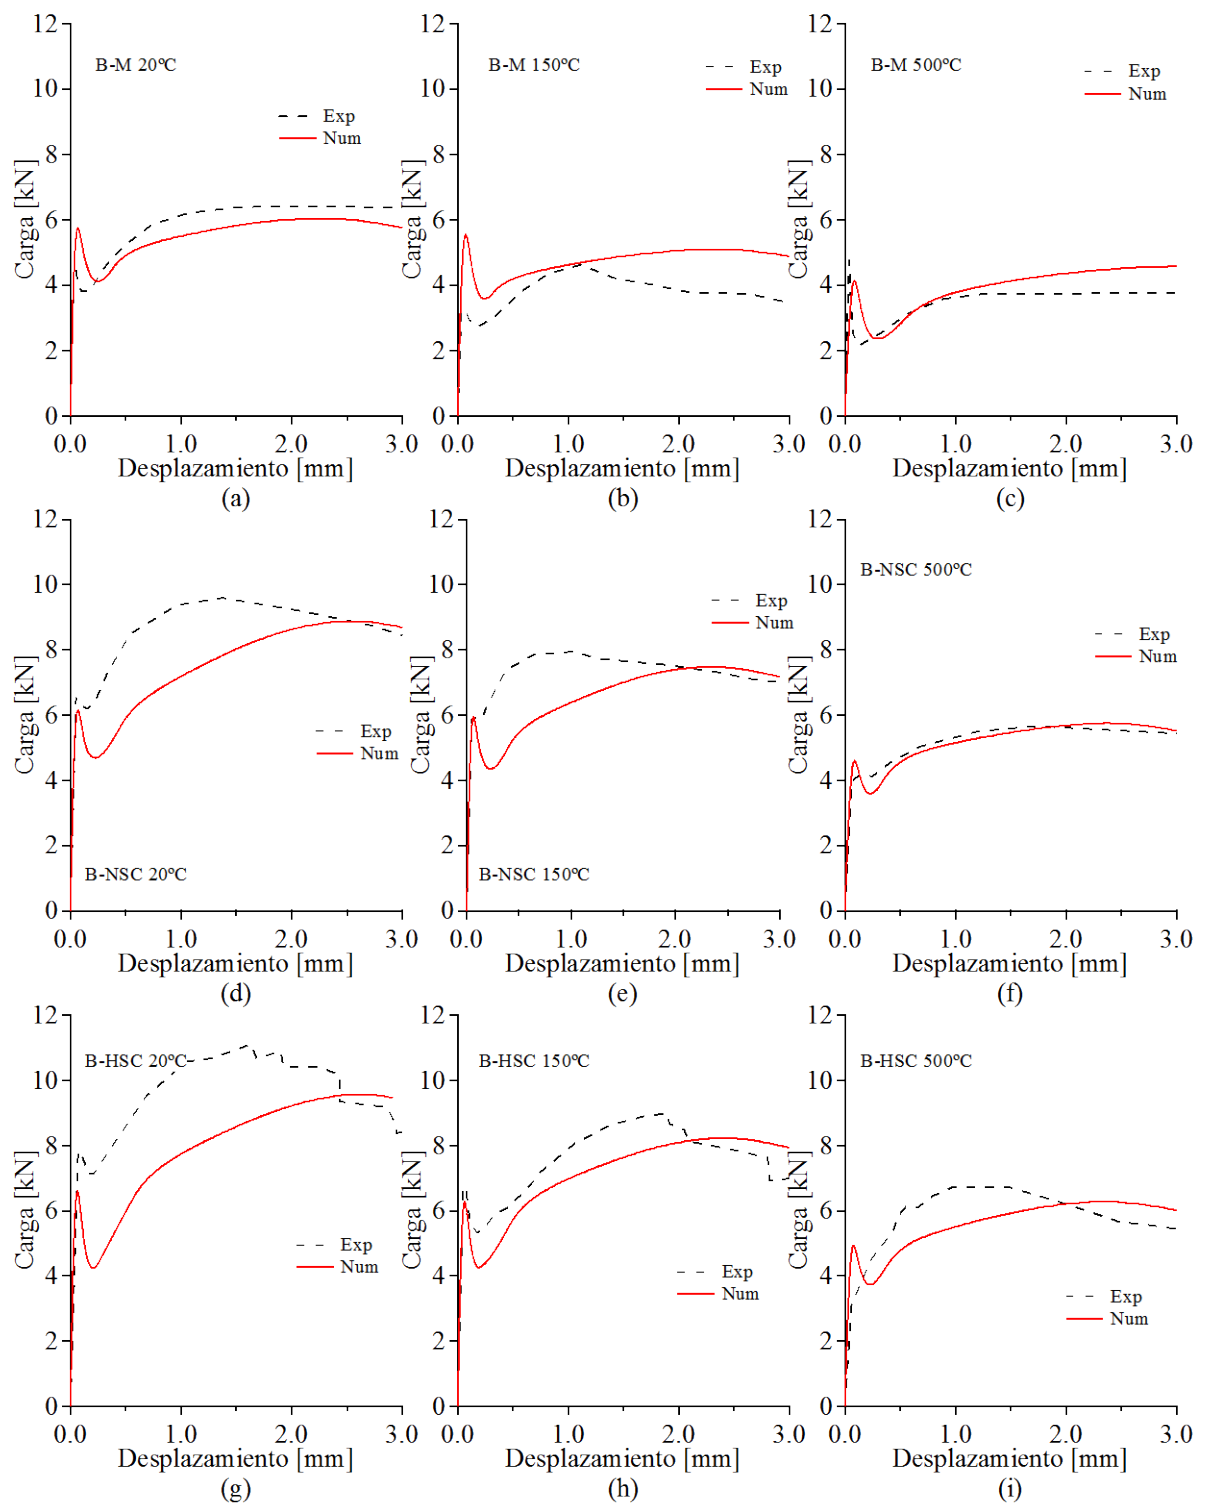 12
B-M 20ºC
10
Exp
Num
8
6
4
2
0
Carga [kN]
0.0 1.0 2.0 3.0
Desplazamiento [mm]
(a)
12
B-M 150ºC
Exp
Num
10
8
6
4
2
0
Carga [kN]
0.0 1.0 2.0 3.0
Desplazamiento [mm]
(b)
12
B-M 500ºC
Exp
Num
10
8
6
4
2
0
Carga [kN]
0.0 1.0 2.0 3.0
Desplazamiento [mm]
(c)
12
10
8
6
Exp
Num
4
2
B-NSC 20ºC
0
Carga [kN]
0.0 1.0 2.0 3.0
Desplazamiento [mm]
(d)
12
10
Exp
Num
8
6
4
2
B-NSC 150ºC
0
Carga [kN]
0.0 1.0 2.0 3.0
Desplazamiento [mm]
(e)
12
B-NSC 500ºC
10
Exp
Num
8
6
4
2
0
Carga [kN]
0.0 1.0 2.0 3.0
Desplazamiento [mm]
(f)
12
B-HSC 20ºC
10
8
6
Exp
Num
4
2
0
Carga [kN]
0.0 1.0 2.0 3.0
Desplazamiento [mm]
(g)
12
B-HSC 150ºC
10
8
6
4
Exp
Num
2
0
Carga [kN]
0.0 1.0 2.0 3.0
Desplazamiento [mm]
(h)
12
B-HSC 500ºC
10
8
6
4
Exp
Num
2
0
Carga [kN]
0.0 1.0 2.0 3.0
Desplazamiento [mm]
(i)